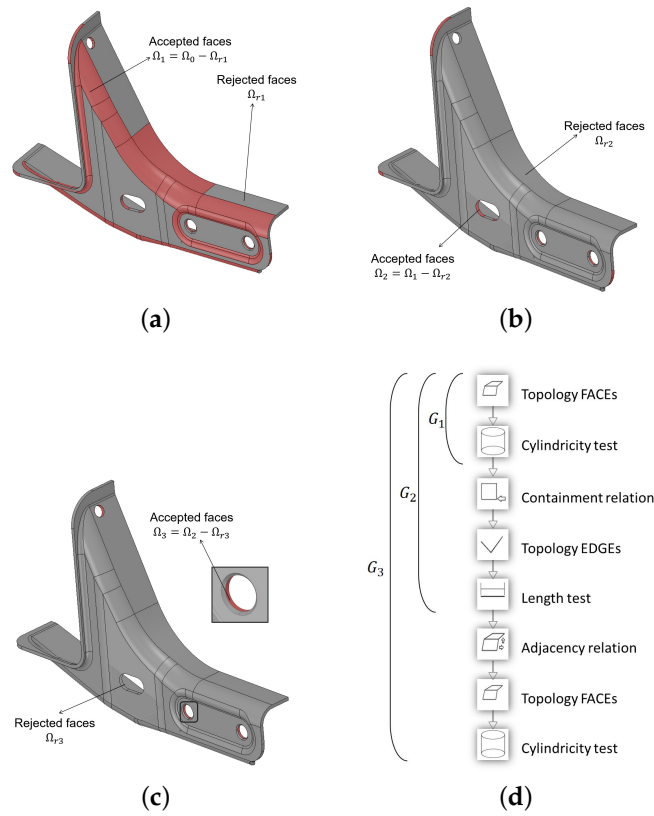 Accepted faces
Ω₁ = Ω₀ − Ωᵣ₁
Rejected faces
Ωᵣ₁
(a)
Rejected faces
Ωᵣ₂
Accepted faces
Ω₂ = Ω₁ − Ωᵣ₂
(b)
Accepted faces
Ω₃ = Ω₂ − Ωᵣ₃
Rejected faces
Ωᵣ₃
(c)
G₁
G₂
G₃
Topology FACEs
Cylindricity test
Containment relation
Topology EDGEs
Length test
Adjacency relation
Topology FACEs
Cylindricity test
(d)